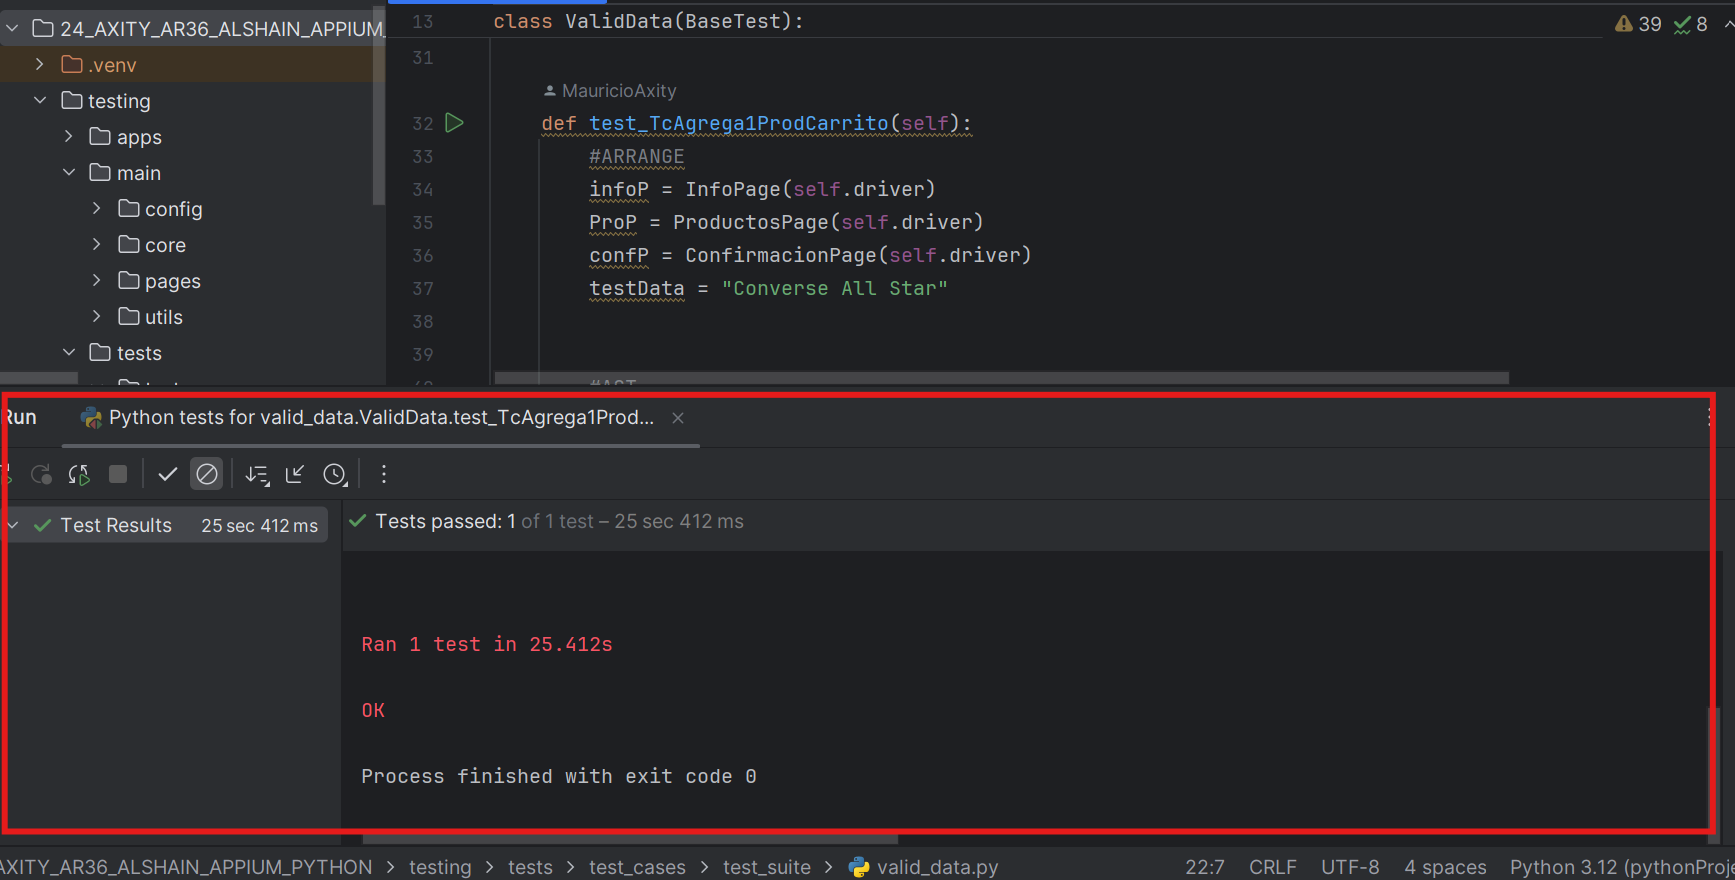 24_AXITY_AR36_ALSHAIN_APPIUM_
.venv
testing
apps
main
config
core
pages
utils
tests
13 class ValidData(BaseTest):
39 8
31
MauricioAxity
32 def test_TcAgrega1ProdCarrito(self):
33 #ARRANGE
34 infoP = InfoPage(self.driver)
35 ProP = ProductosPage(self.driver)
36 confP = ConfirmacionPage(self.driver)
37 testData = "Converse All Star"
38
39
Run Python tests for valid_data.ValidData.test_TcAgrega1Prod...
Test Results 25 sec 412 ms
Tests passed: 1 of 1 test – 25 sec 412 ms
Ran 1 test in 25.412s
OK
Process finished with exit code 0
AXITY_AR36_ALSHAIN_APPIUM_PYTHON > testing > tests > test_cases > test_suite > valid_data.py 22:7 CRLF UTF-8 4 spaces Python 3.12 (pythonProje